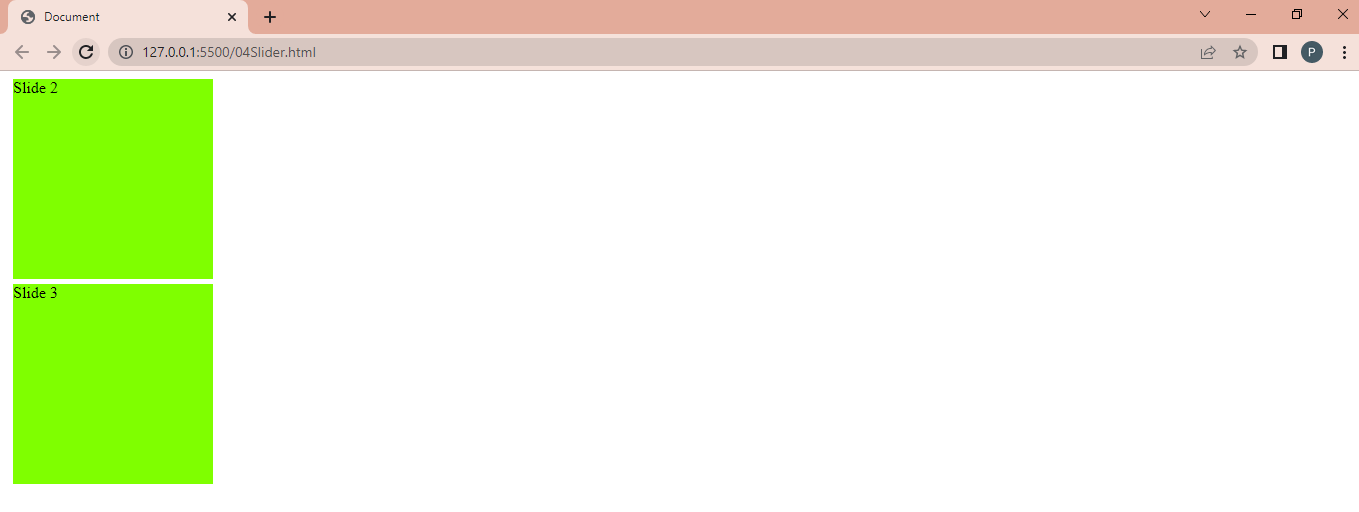 Document
127.0.0.1:5500/04Slider.html
P
Slide 2
Slide 3